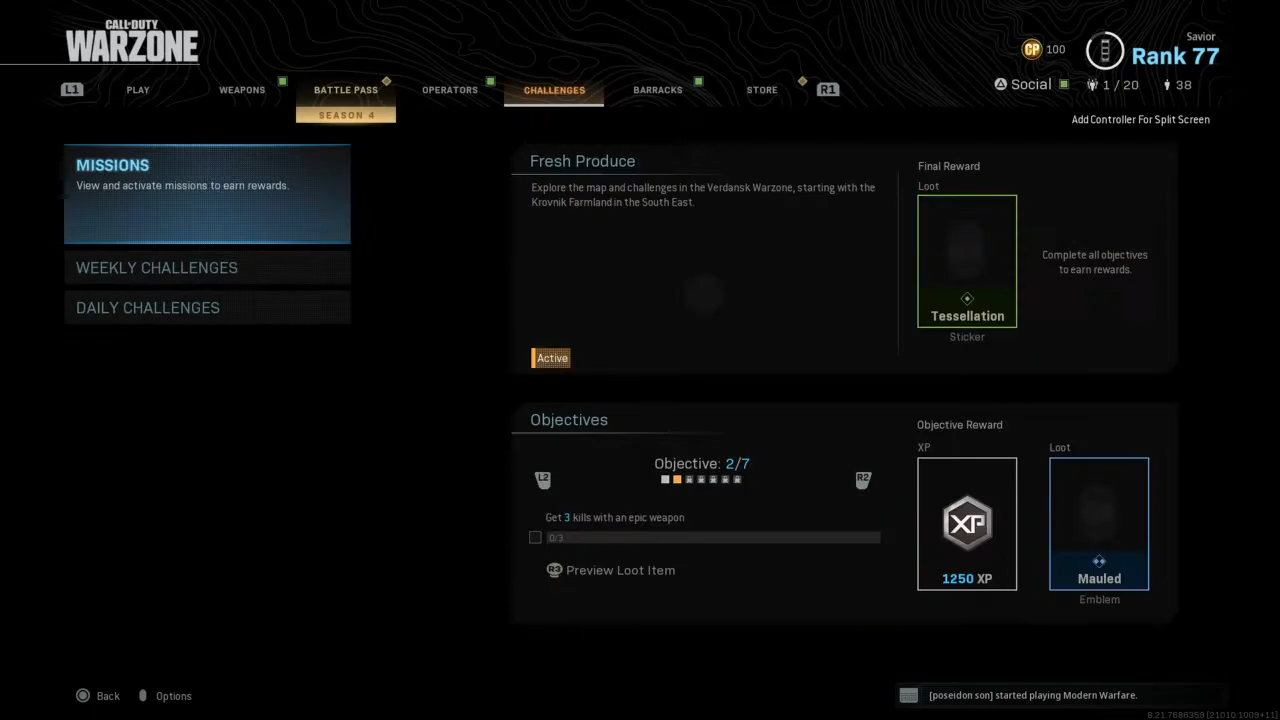 CALL·DUTY
WARZONE
CP 100
Savior
Rank 77
Social
1 / 20
38
Add Controller For Split Screen
L1
PLAY
WEAPONS
BATTLE PASS
SEASON 4
OPERATORS
CHALLENGES
BARRACKS
STORE
R1
MISSIONS
View and activate missions to earn rewards.
WEEKLY CHALLENGES
DAILY CHALLENGES
Fresh Produce
Explore the map and challenges in the Verdansk Warzone, starting with the
Krovnik Farmland in the South East.
Active
Final Reward
Loot
Tessellation
Sticker
Complete all objectives
to earn rewards.
Objectives
L2
Objective: 2/7
R2
Get 3 kills with an epic weapon
0/3
R3 Preview Loot Item
Objective Reward
XP
XP
1250 XP
Loot
Mauled
Emblem
Back
Options
[poseidon son] started playing Modern Warfare.